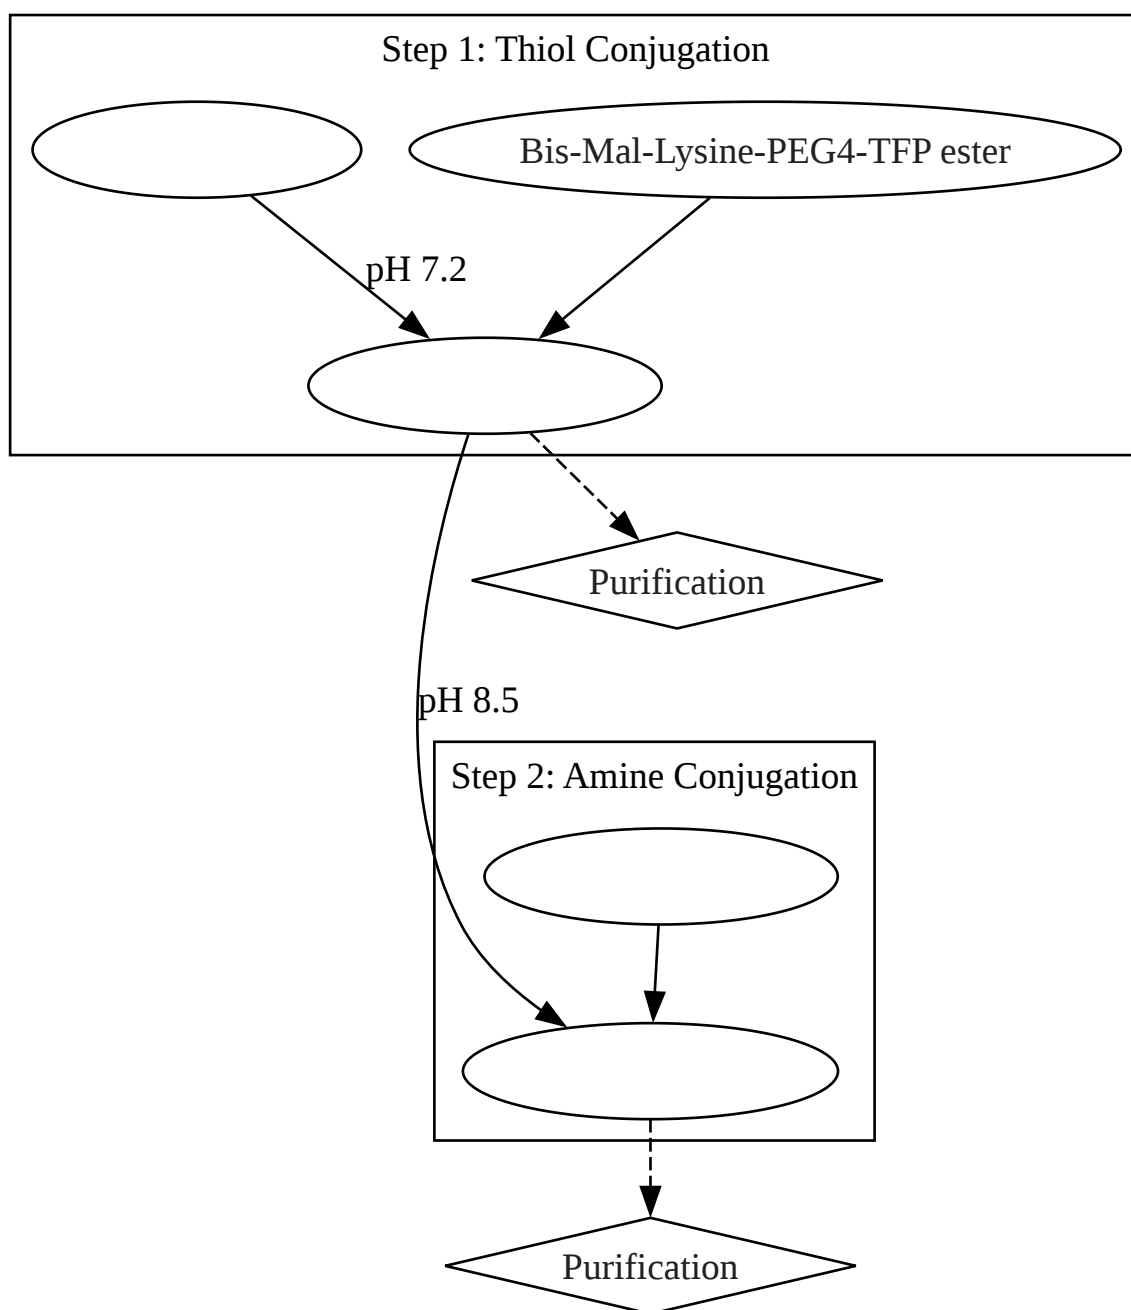 Step 1: Thiol Conjugation
Bis-Mal-Lysine-PEG4-TFP ester
pH 7.2
Purification
pH 8.5
Step 2: Amine Conjugation
Purification